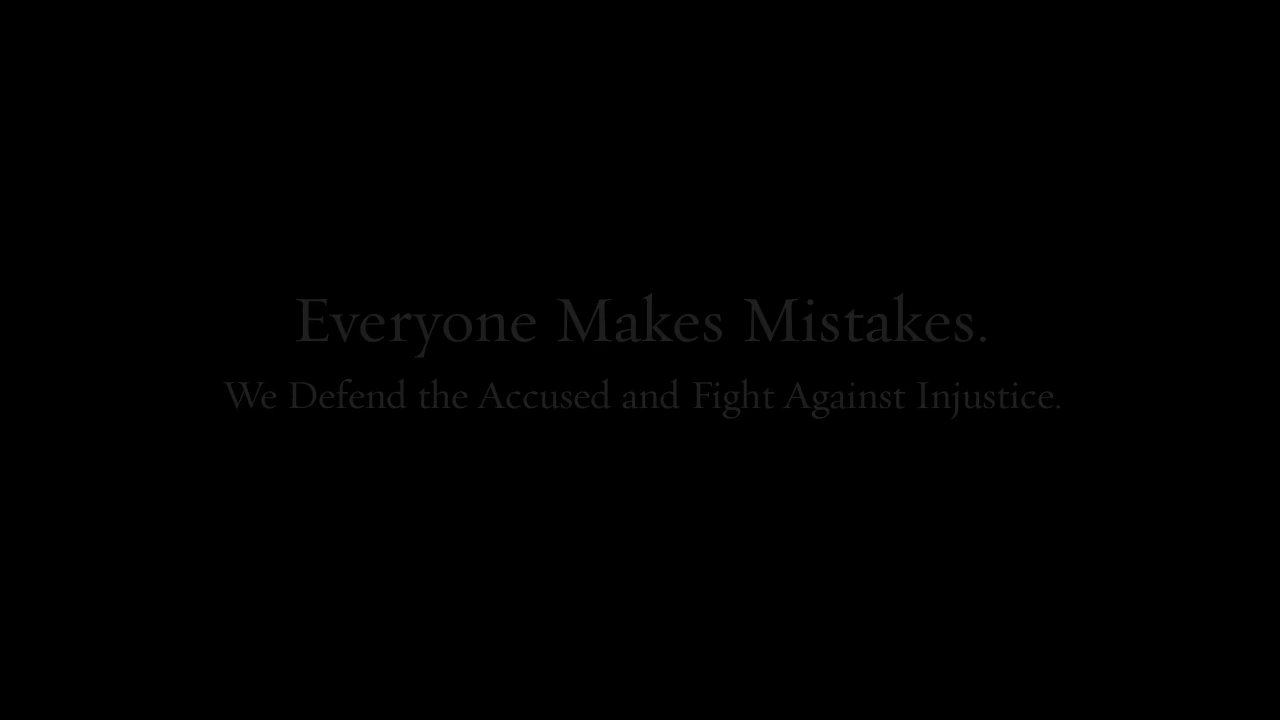 Everyone Makes Mistakes.
We Defend the Accused and Fight Against Injustice.